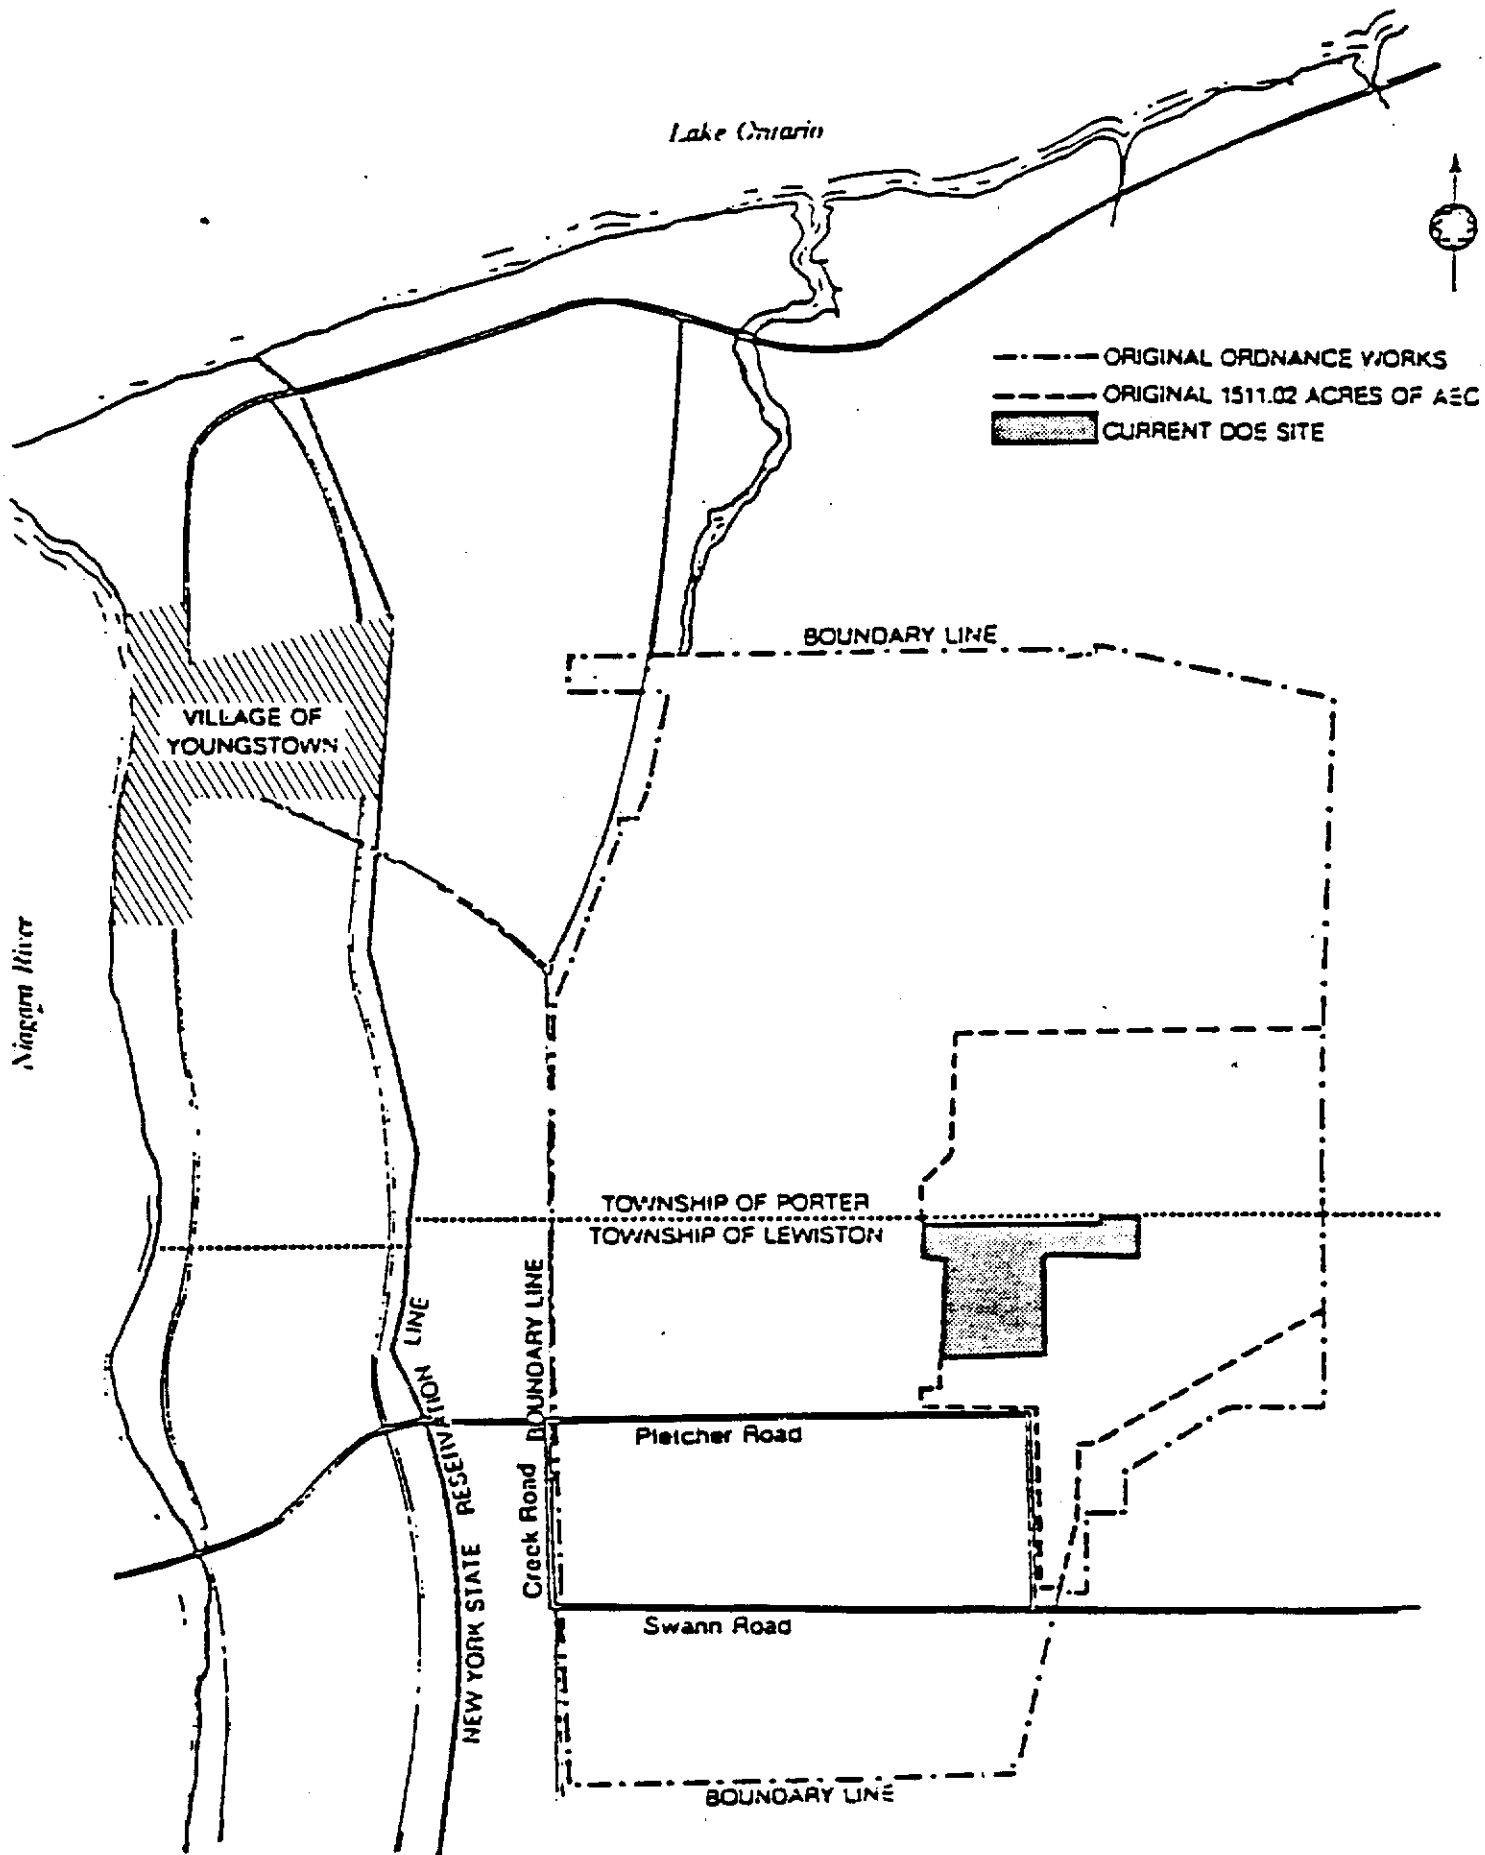 Lake Ontario
ORIGINAL ORDNANCE WORKS
ORIGINAL 1511.02 ACRES OF AEC
CURRENT DOE SITE
BOUNDARY LINE
VILLAGE OF
YOUNGSTOWN
Niagara River
TOWNSHIP OF PORTER
TOWNSHIP OF LEWISTON
BOUNDARY LINE
NEW YORK STATE RESERVATION LINE
Pletcher Road
Creek Road
Swann Road
BOUNDARY LINE